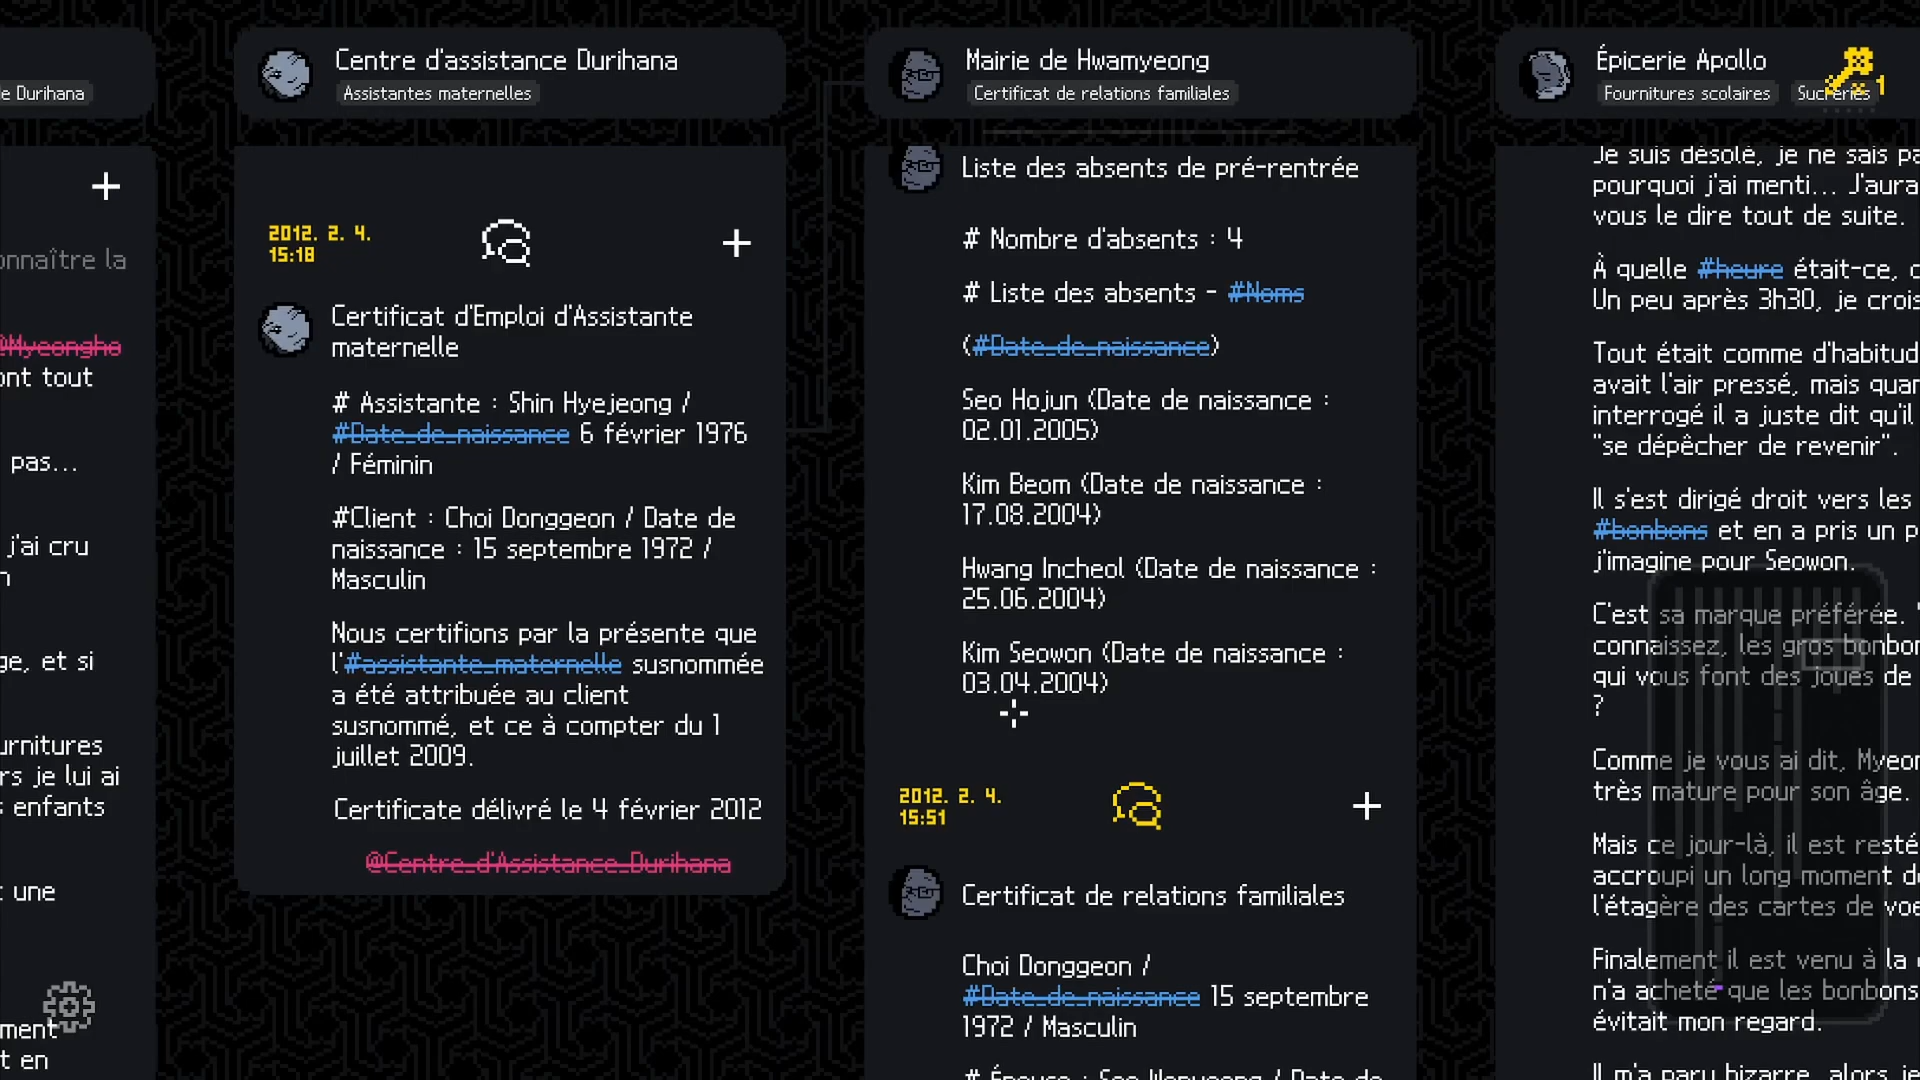 e Durihana
onnaître la
@Myeongho
ont tout
pas...
j'ai cru
n
ge, et si
urnitures
rs je lui ai
s enfants
t une
ment
t en
Centre d'assistance Durihana
Assistantes maternelles
2012. 2. 4.
15:18
Certificat d'Emploi d'Assistante
maternelle
# Assistante : Shin Hyejeong /
#Date_de_naissance 6 février 1976
/ Féminin
#Client : Choi Donggeon / Date de
naissance : 15 septembre 1972 /
Masculin
Nous certifions par la présente que
l'#assistante_maternelle susnommée
a été attribuée au client
susnommé, et ce à compter du 1
juillet 2009.
Certificate délivré le 4 février 2012
@Centre_d'Assistance_Durihana
Mairie de Hwamyeong
Certificat de relations familiales
Liste des absents de pré-rentrée
# Nombre d'absents : 4
# Liste des absents - #Noms
(#Date_de_naissance)
Seo Hojun (Date de naissance :
02.01.2005)
Kim Beom (Date de naissance :
17.08.2004)
Hwang Incheol (Date de naissance :
25.06.2004)
Kim Seowon (Date de naissance :
03.04.2004)
2012. 2. 4.
15:51
Certificat de relations familiales
Choi Donggeon /
#Date_de_naissance 15 septembre
1972 / Masculin
# Épouse : Seo Wonyeong / Date de
Épicerie Apollo
Fournitures scolaires Sucreries
1
Je suis désolé, je ne sais pa
pourquoi j'ai menti... J'aura
vous le dire tout de suite.
À quelle #heure était-ce, c
Un peu après 3h30, je crois
Tout était comme d'habitud
avait l'air pressé, mais quan
interrogé il a juste dit qu'il
"se dépêcher de revenir".
Il s'est dirigé droit vers les
#bonbons et en a pris un p
j'imagine pour Seowon.
C'est sa marque préférée.
connaissez, les gros bonbon
qui vous font des joues de
?
Comme je vous ai dit, Myeon
très mature pour son âge.
Mais ce jour-là, il est resté
accroupi un long moment de
l'étagère des cartes de voe
Finalement il est venu à la c
n'a acheté que les bonbons
évitait mon regard.
Il m'a paru bizarre, alors je